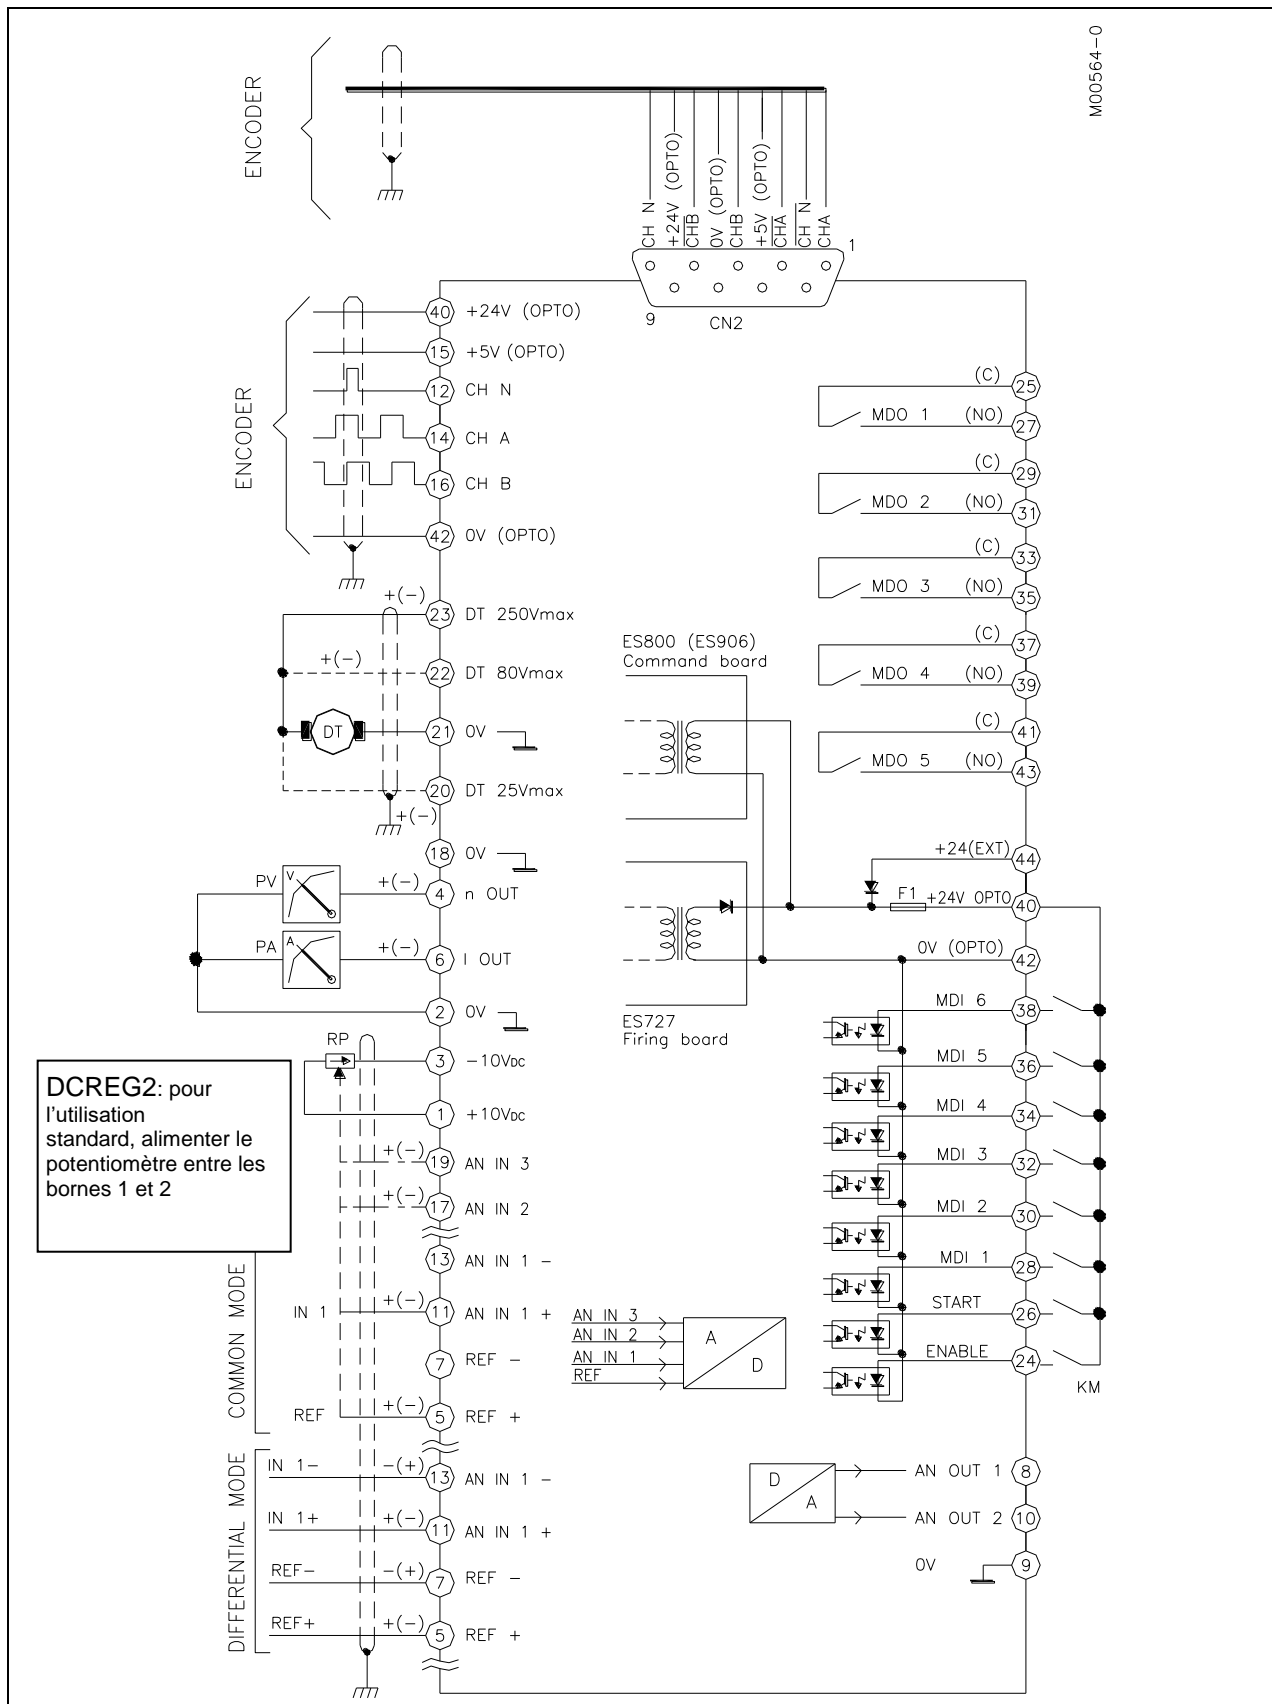 M00564-0
ENCODER
CH N
+24V (OPTO)
CHB
0V (OPTO)
CHB
+5V (OPTO)
CHA
CH N
CHA
1
9
CN2
ENCODER
40 +24V (OPTO)
15 +5V (OPTO)
12 CH N
14 CH A
16 CH B
42 0V (OPTO)
+(-)
23 DT 250Vmax
+(-)
22 DT 80Vmax
DT
21 0V
20 DT 25Vmax
+(-)
18 0V
PV V +(-) 4 n OUT
PA A +(-) 6 I OUT
2 0V
RP
3 -10VDC
1 +10VDC
+(-) 19 AN IN 3
+(-) 17 AN IN 2
13 AN IN 1 -
IN 1 +(-) 11 AN IN 1 +
7 REF -
REF +(-) 5 REF +
COMMON MODE
DCREG2: pour
l'utilisation
standard, alimenter le
potentiomètre entre les
bornes 1 et 2
DIFFERENTIAL MODE
IN 1- -(+) 13 AN IN 1 -
IN 1+ +(-) 11 AN IN 1 +
REF- -(+) 7 REF -
REF+ +(-) 5 REF +
ES800 (ES906)
Command board
ES727
Firing board
AN IN 3
AN IN 2
AN IN 1
REF
A
D
(C) 25
MDO 1 (NO) 27
(C) 29
MDO 2 (NO) 31
(C) 33
MDO 3 (NO) 35
(C) 37
MDO 4 (NO) 39
(C) 41
MDO 5 (NO) 43
+24(EXT) 44
F1 +24V OPTO 40
0V (OPTO) 42
MDI 6 38
MDI 5 36
MDI 4 34
MDI 3 32
MDI 2 30
MDI 1 28
START 26
ENABLE 24
KM
D
A
AN OUT 1 8
AN OUT 2 10
0V 9